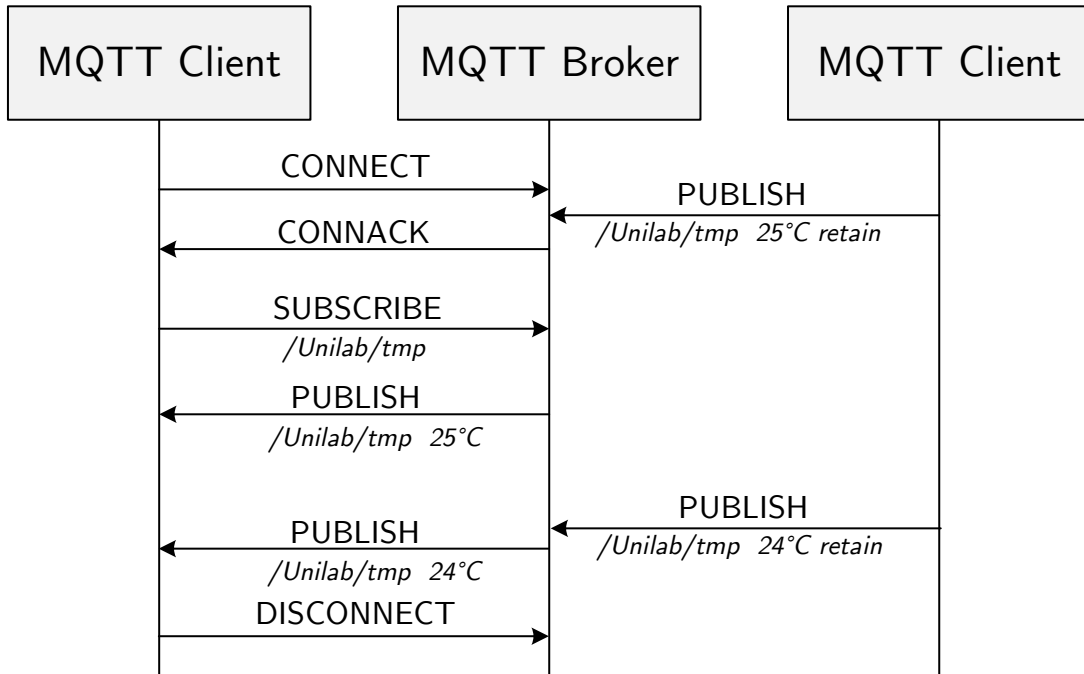 MQTT Client
MQTT Broker
MQTT Client
CONNECT
PUBLISH
/Unilab/tmp 25°C retain
CONNACK
SUBSCRIBE
/Unilab/tmp
PUBLISH
/Unilab/tmp 25°C
PUBLISH
/Unilab/tmp 24°C retain
PUBLISH
/Unilab/tmp 24°C
DISCONNECT